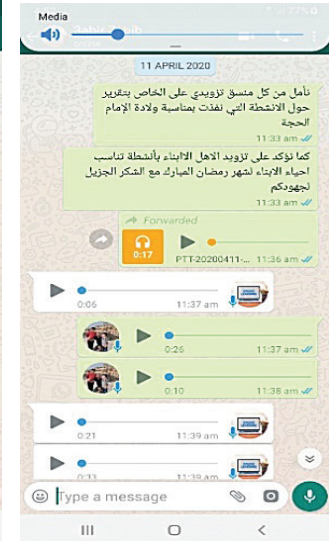 Media
77%
11 APRIL 2020
نأمل من كل منسق تزويدي على الخاص بتقرير
حول الانشطة التي نفذت بمناسبة ولادة الإمام
الحجة
11:33 am
كما نؤكد على تزويد الاهل الاابناء بأنشطة تناسب
احياء الابناء لشهر رمضان المبارك مع الشكر الجزيل
لجهودكم
11:33 am
Forwarded
0:17
PTT-20200411-... 11:36 am
0:06 11:37 am
0:26 11:37 am
0:10 11:38 am
0:21 11:39 am
0:33 11:39 am
Type a message